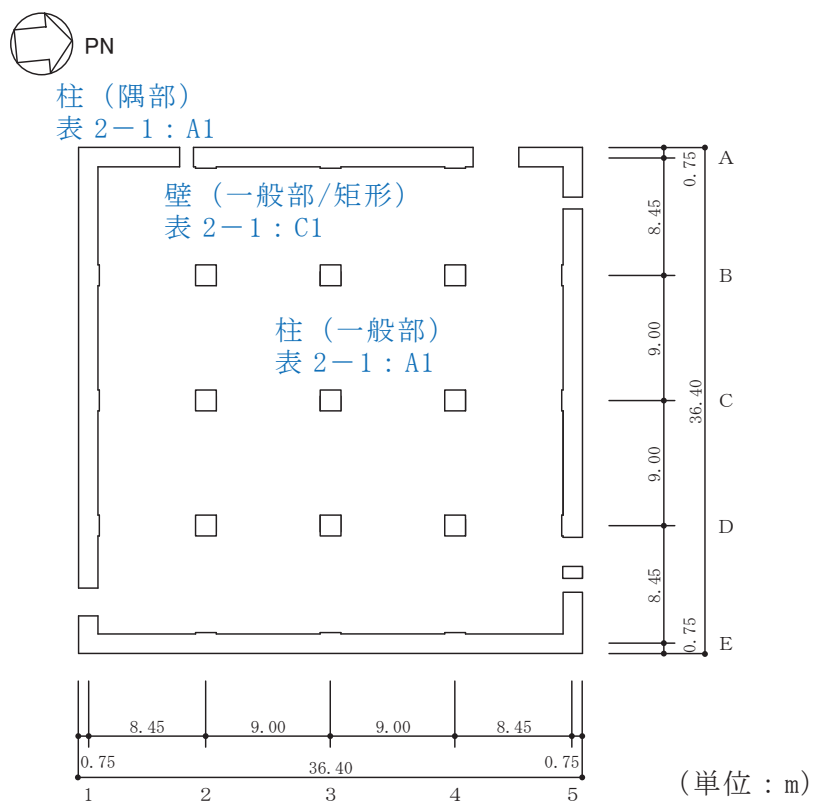 PN
柱（隅部）
表 2－1：A1
壁（一般部/矩形）
表 2－1：C1
柱（一般部）
表 2－1：A1
A
0.75
8.45
B
9.00
C
36.40
9.00
D
8.45
0.75
E
8.45 9.00 9.00 8.45
0.75 36.40 0.75
1 2 3 4 5
(単位：m)